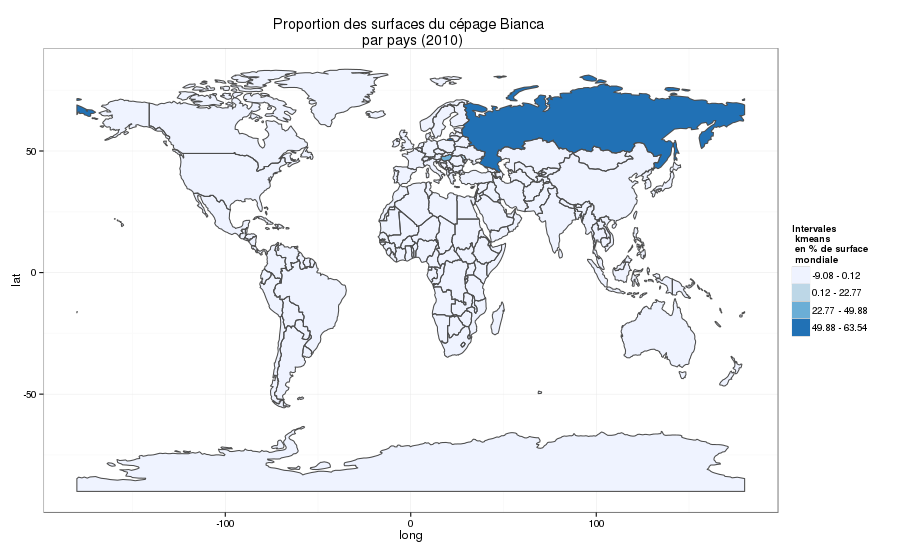 Proportion des surfaces du cépage Bianca
par pays (2010)
50
0
-50
lat
-100
0
100
long
Intervales
kmeans
en % de surface
mondiale
-9.08 - 0.12
0.12 - 22.77
22.77 - 49.88
49.88 - 63.54